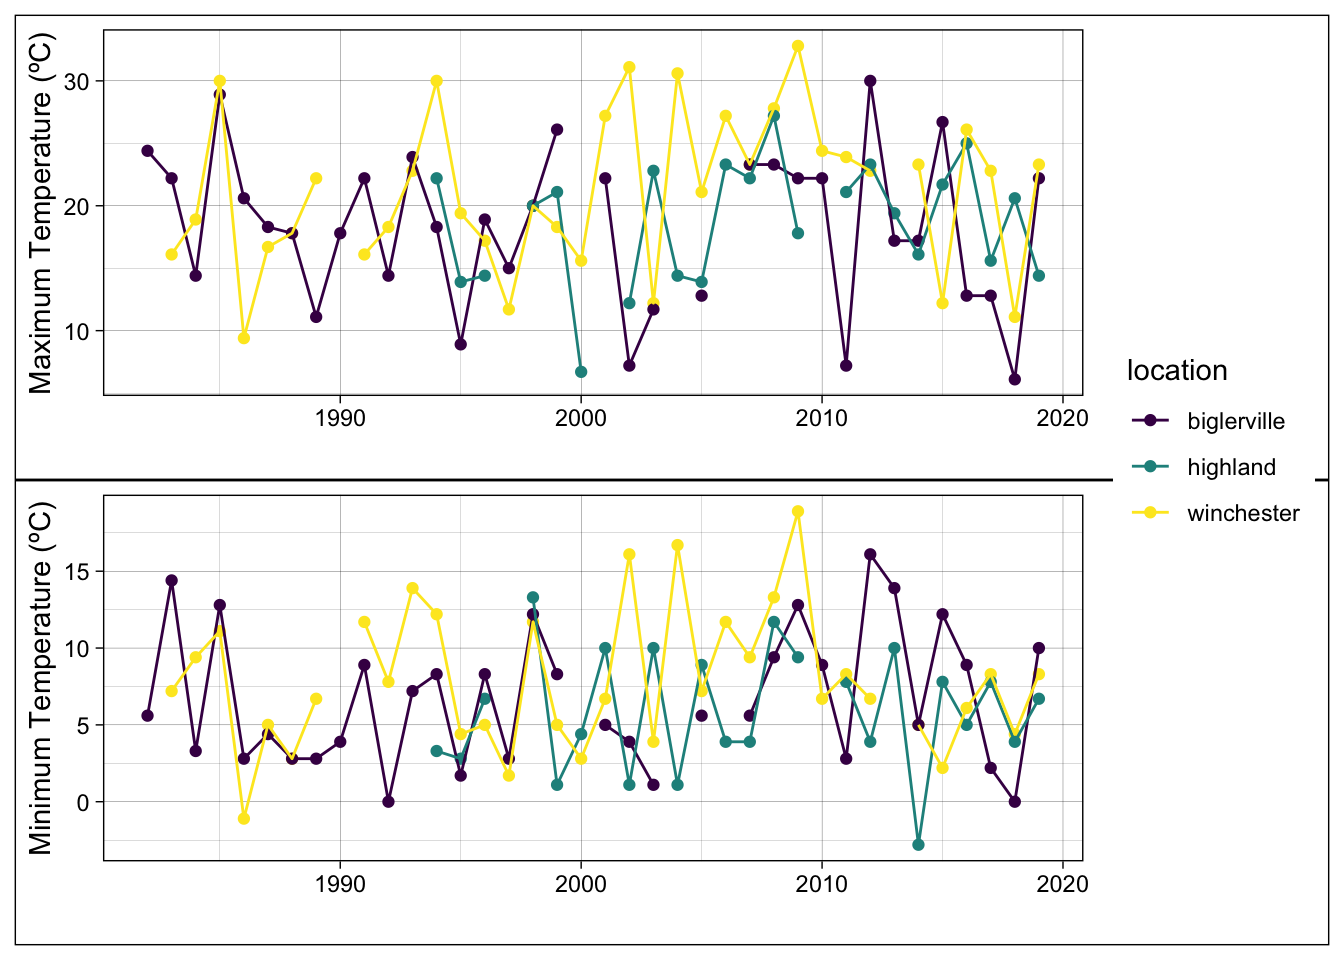 Maximum Temperature (ºC)
30
20
10
1990 2000 2010 2020
location
biglerville
highland
winchester
Minimum Temperature (ºC)
15
10
5
0
1990 2000 2010 2020